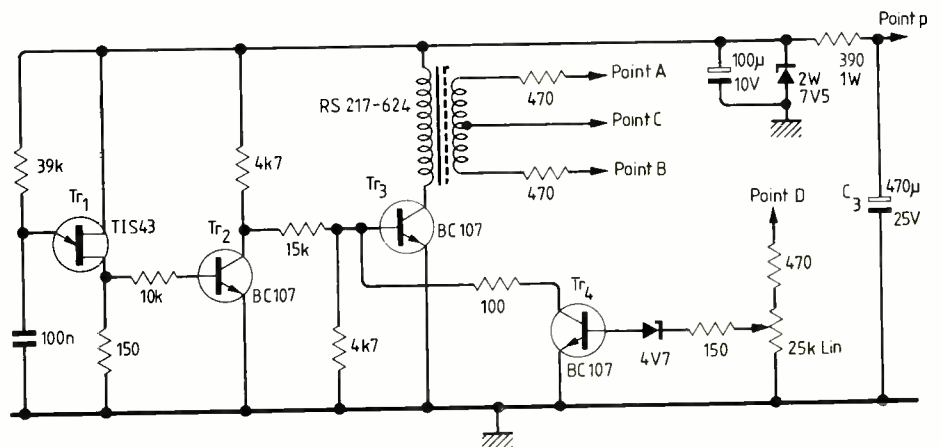 Point p
100µ
10V
2W
7V5
390
1W
RS 217-624
470
Point A
Point C
470
Point B
39k
4k7
Tr1
TIS43
Tr2
15k
Tr3
BC107
Point D
C3
470µ
25V
10k
BC107
100
Tr4
470
100n
150
4k7
BC107
4V7
150
25k Lin